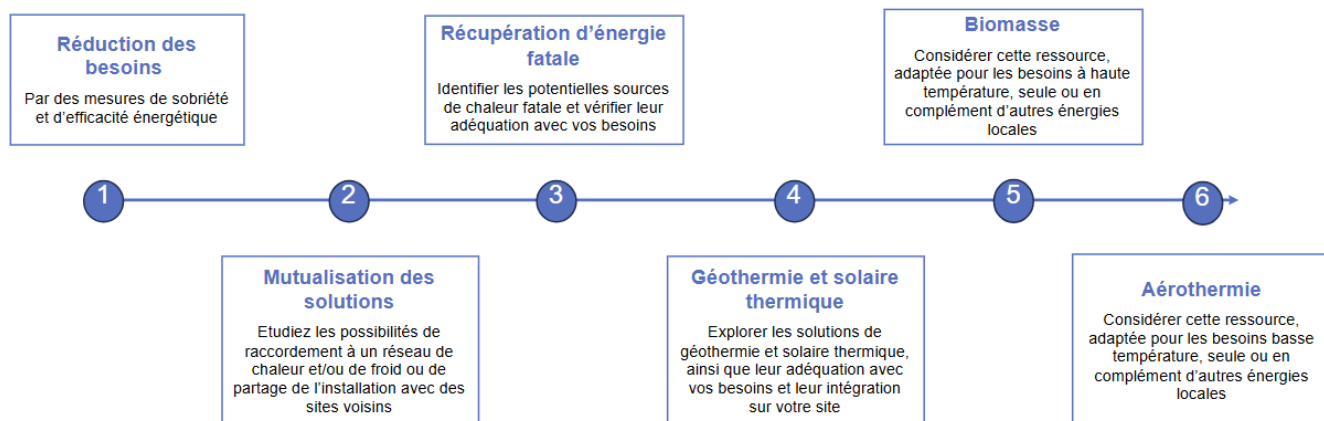 Réduction des
besoins
Par des mesures de sobriété
et d'efficacité énergétique
1
Mutualisation des
solutions
Etudiez les possibilités de
raccordement à un réseau de
chaleur et/ou de froid ou de
partage de l'installation avec des
sites voisins
2
Récupération d'énergie
fatale
Identifier les potentielles sources
de chaleur fatale et vérifier leur
adéquation avec vos besoins
3
Géothermie et solaire
thermique
Explorer les solutions de
géothermie et solaire thermique,
ainsi que leur adéquation avec
vos besoins et leur intégration
sur votre site
4
Biomasse
Considérer cette ressource,
adaptée pour les besoins à haute
température, seule ou en
complément d'autres énergies
locales
5
Aérothermie
Considérer cette ressource,
adaptée pour les besoins basse
température, seule ou en
complément d'autres énergies
locales
6